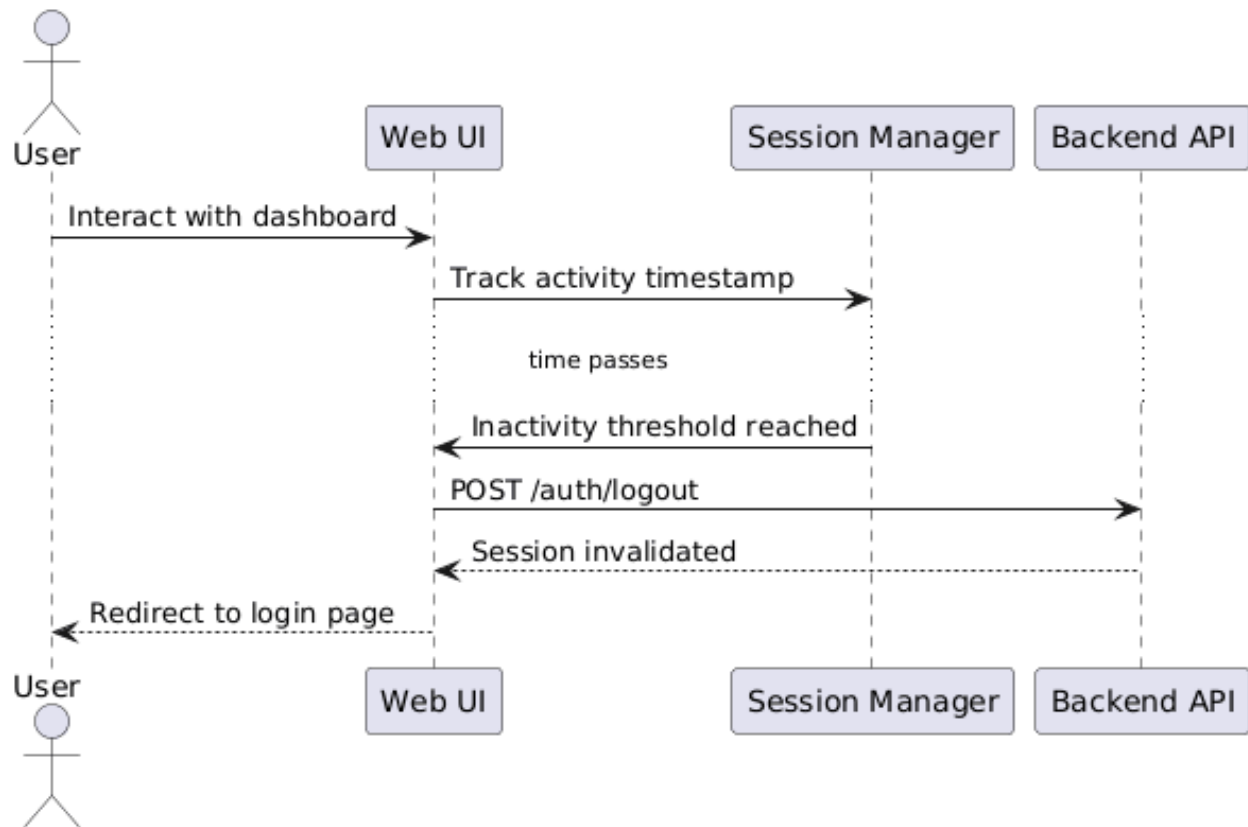 User
Web UI
Session Manager
Backend API
Interact with dashboard
Track activity timestamp
time passes
Inactivity threshold reached
POST /auth/logout
Session invalidated
Redirect to login page
User
Web UI
Session Manager
Backend API